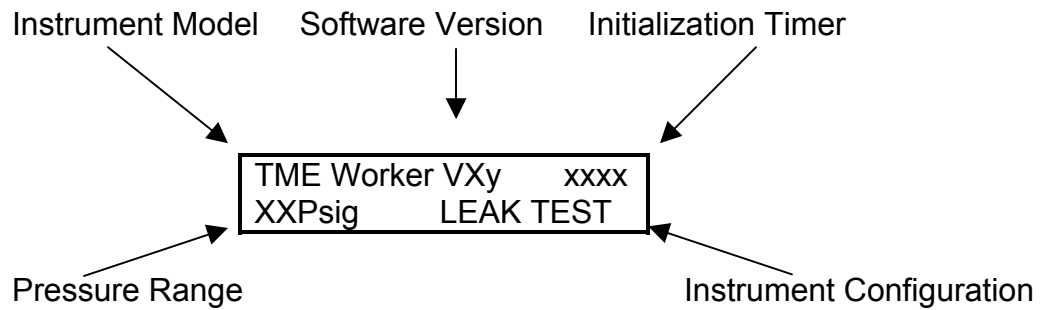 Instrument Model Software Version Initialization Timer
TME Worker VXy xxxx
XXPsig LEAK TEST
Pressure Range Instrument Configuration